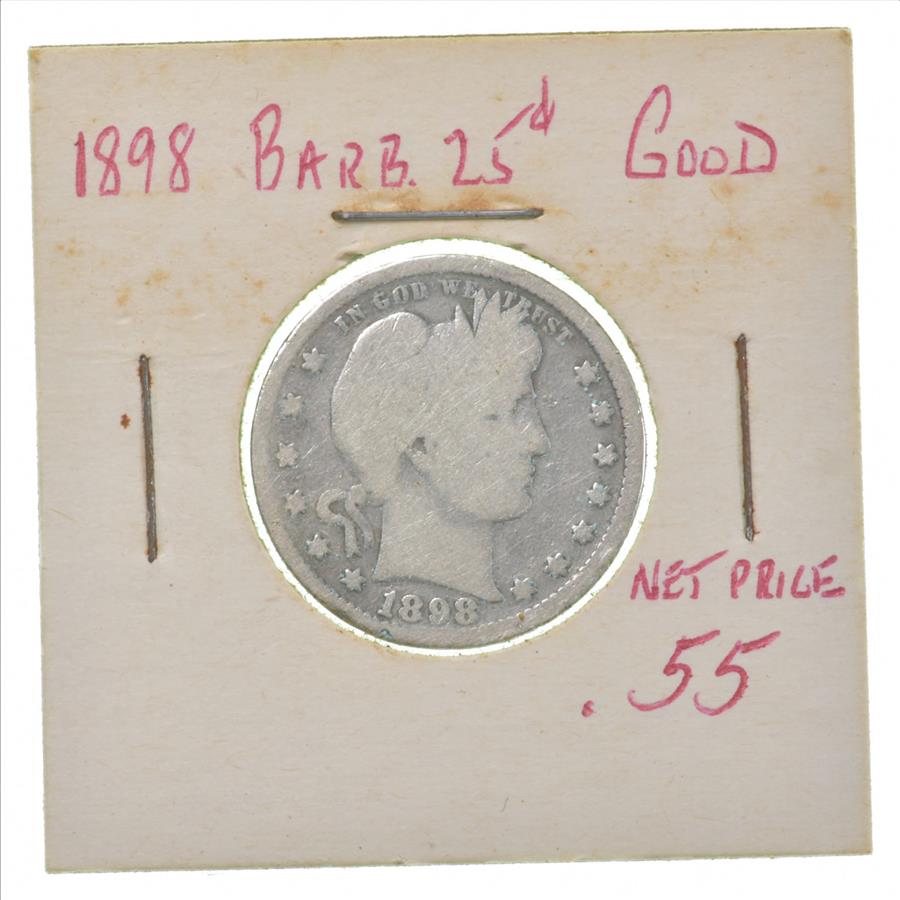 1898 BARB. 25¢ GOOD
IN GOD WE TRUST
1898
NET PRICE
.55